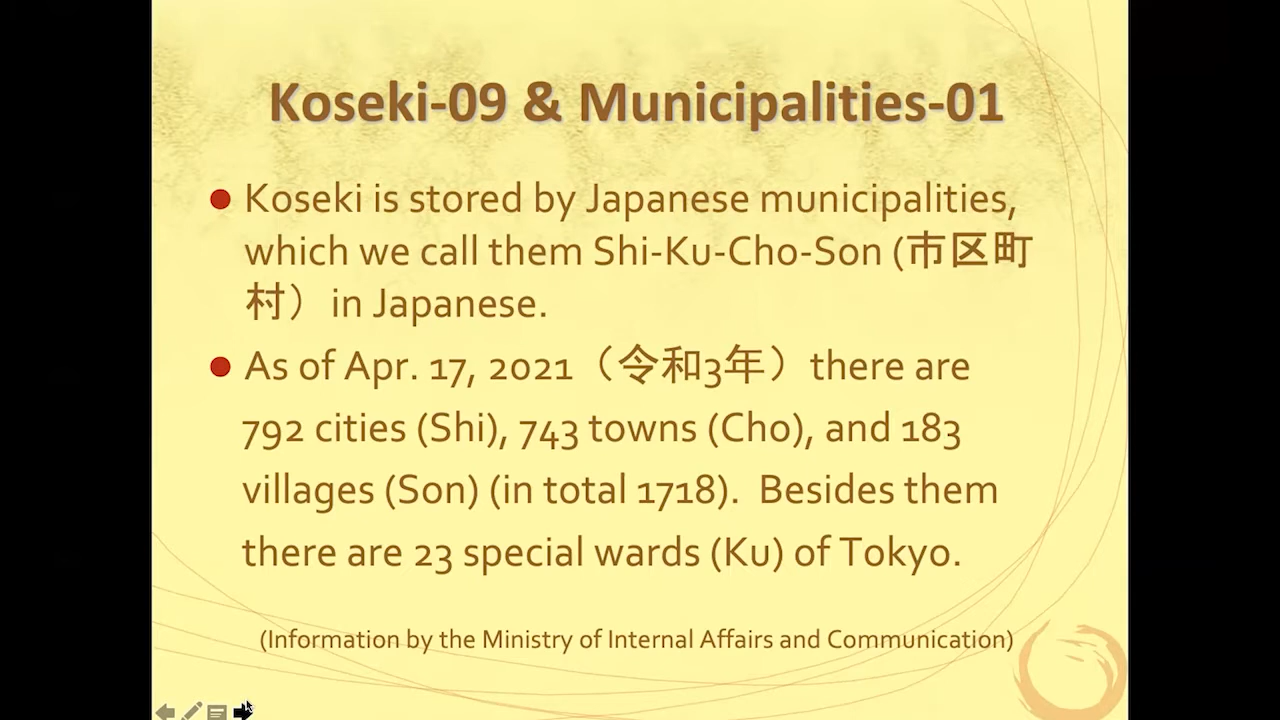 Koseki-09 & Municipalities-01
● Koseki is stored by Japanese municipalities,
which we call them Shi-Ku-Cho-Son (市区町
村） in Japanese.
● As of Apr. 17, 2021（令和3年）there are
792 cities (Shi), 743 towns (Cho), and 183
villages (Son) (in total 1718). Besides them
there are 23 special wards (Ku) of Tokyo.
(Information by the Ministry of Internal Affairs and Communication)